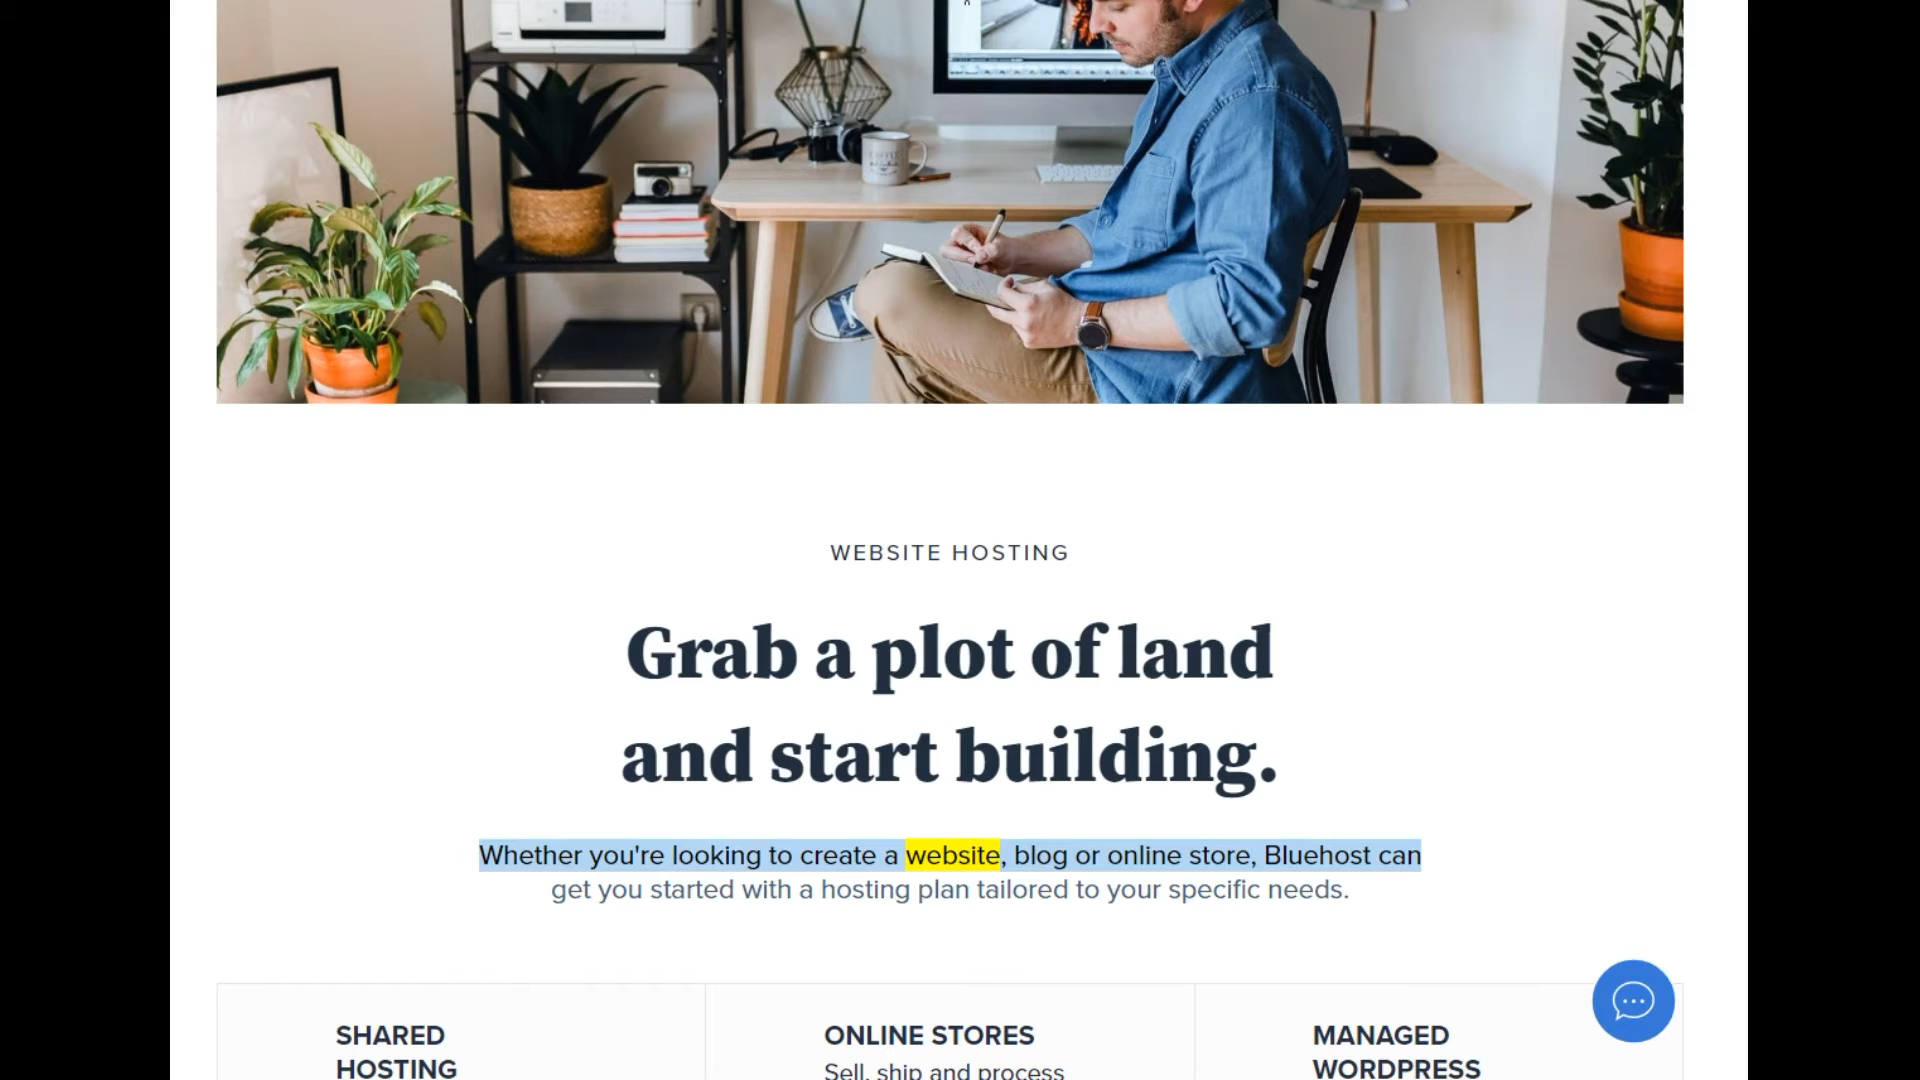 WEBSITE HOSTING
Grab a plot of land
and start building.
Whether you're looking to create a website, blog or online store, Bluehost can
get you started with a hosting plan tailored to your specific needs.
SHARED
HOSTING
ONLINE STORES
Sell, ship and process
MANAGED
WORDPRESS